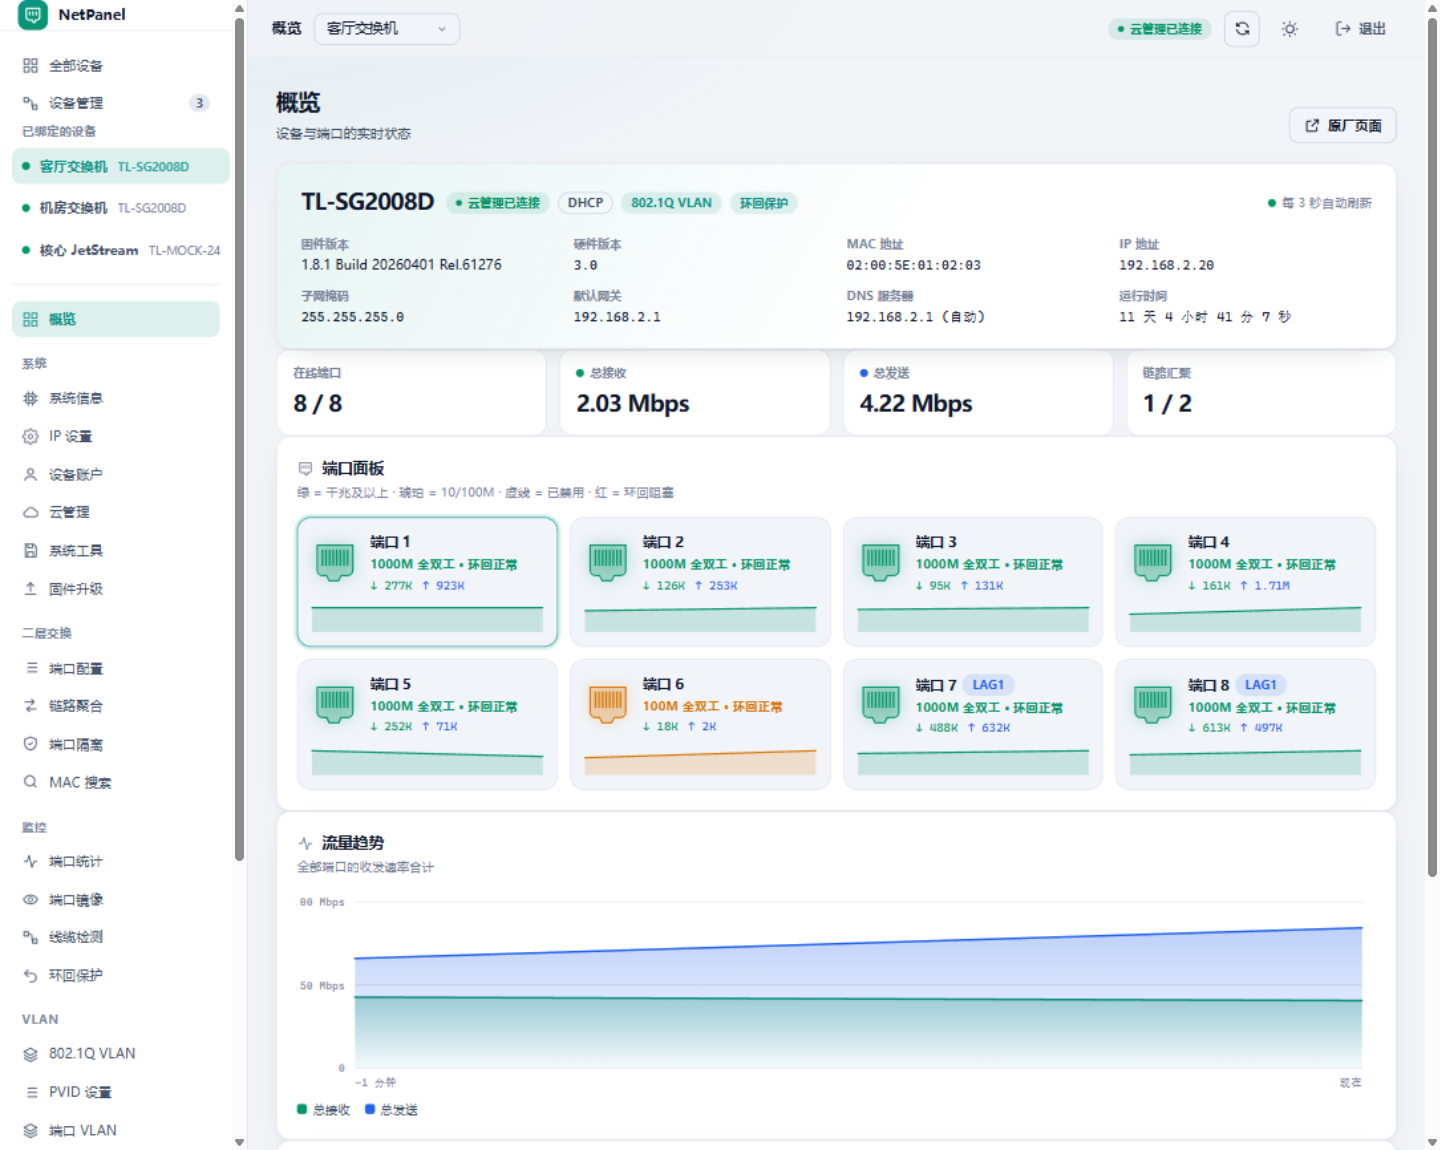 NetPanel
全部设备
设备管理 3
已绑定的设备
客厅交换机 TL-SG2008D
机房交换机 TL-SG2008D
核心 JetStream TL-MOCK-24
概览
系统
系统信息
IP 设置
设备账户
云管理
系统工具
固件升级
二层交换
端口配置
链路聚合
端口隔离
MAC 搜索
监控
端口统计
端口镜像
线缆检测
环回保护
VLAN
802.1Q VLAN
PVID 设置
端口 VLAN
概览 客厅交换机 云管理已连接 退出
概览
设备与端口的实时状态
原厂页面
TL-SG2008D 云管理已连接 DHCP 802.1Q VLAN 环回保护 每 3 秒自动刷新
固件版本 硬件版本 MAC 地址 IP 地址
1.8.1 Build 20260401 Rel.61276 3.0 02:00:5E:01:02:03 192.168.2.20
子网掩码 默认网关 DNS 服务器 运行时间
255.255.255.0 192.168.2.1 192.168.2.1 (自动) 11 天 4 小时 41 分 7 秒
在线端口 总接收 总发送 链路汇聚
8 / 8 2.03 Mbps 4.22 Mbps 1 / 2
端口面板
绿 = 千兆及以上 · 琥珀 = 10/100M · 虚线 = 已禁用 · 红 = 环回阻塞
端口 1 端口 2 端口 3 端口 4
1000M 全双工 • 环回正常 1000M 全双工 • 环回正常 1000M 全双工 • 环回正常 1000M 全双工 • 环回正常
↓ 277K ↑ 923K ↓ 126K ↑ 253K ↓ 95K ↑ 131K ↓ 161K ↑ 1.71M
端口 5 端口 6 端口 7 LAG1 端口 8 LAG1
1000M 全双工 • 环回正常 100M 全双工 • 环回正常 1000M 全双工 • 环回正常 1000M 全双工 • 环回正常
↓ 252K ↑ 71K ↓ 18K ↑ 2K ↓ 488K ↑ 632K ↓ 613K ↑ 497K
流量趋势
全部端口的收发速率合计
.00 Mbps
.50 Mbps
0
-1 分钟 现在
总接收 总发送